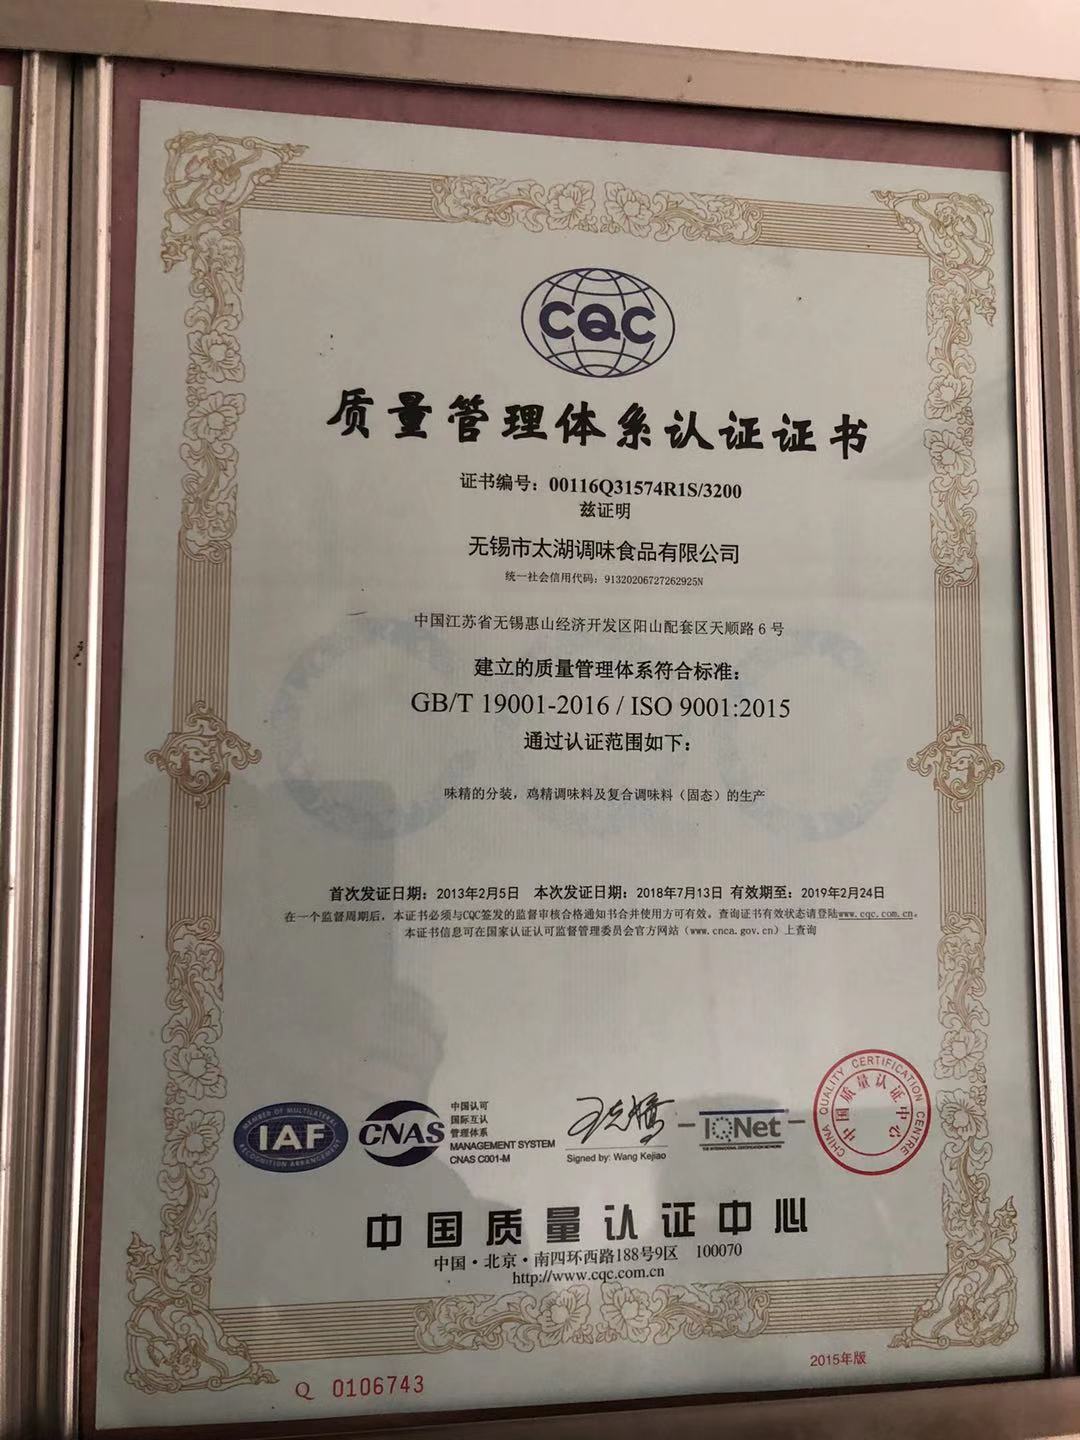 CQC
质量管理体系认证证书
证书编号：00116Q31574R1S/3200
兹证明
无锡市太湖调味食品有限公司
统一社会信用代码：91320206727262925N
中国江苏省无锡惠山经济开发区阳山配套区天顺路 6 号
建立的质量管理体系符合标准：
GB/T 19001-2016 / ISO 9001:2015
通过认证范围如下：
味精的分装，鸡精调味料及复合调味料（固态）的生产
首次发证日期：2013年2月5日 本次发证日期：2018年7月13日 有效期至：2019年2月24日
在一个监督周期后，本证书必须与CQC签发的监督审核合格通知书合并使用方可有效。查询证书有效状态请登陆www.cqc.com.cn。
本证书信息可在国家认证认可监督管理委员会官方网站（www.cnca.gov.cn）上查询
MEMBER OF MULTILATERAL
IAF
RECOGNITION ARRANGEMENT
CNAS
中国认可
国际互认
管理体系
MANAGEMENT SYSTEM
CNAS C001-M
Signed by: Wang Kejiao
IQNet
THE INTERNATIONAL CERTIFICATION NETWORK
CHINA QUALITY CERTIFICATION CENTRE
中国质量认证中心
中国质量认证中心
中国·北京·南四环西路188号9区 100070
http://www.cqc.com.cn
2015年版
Q 0106743